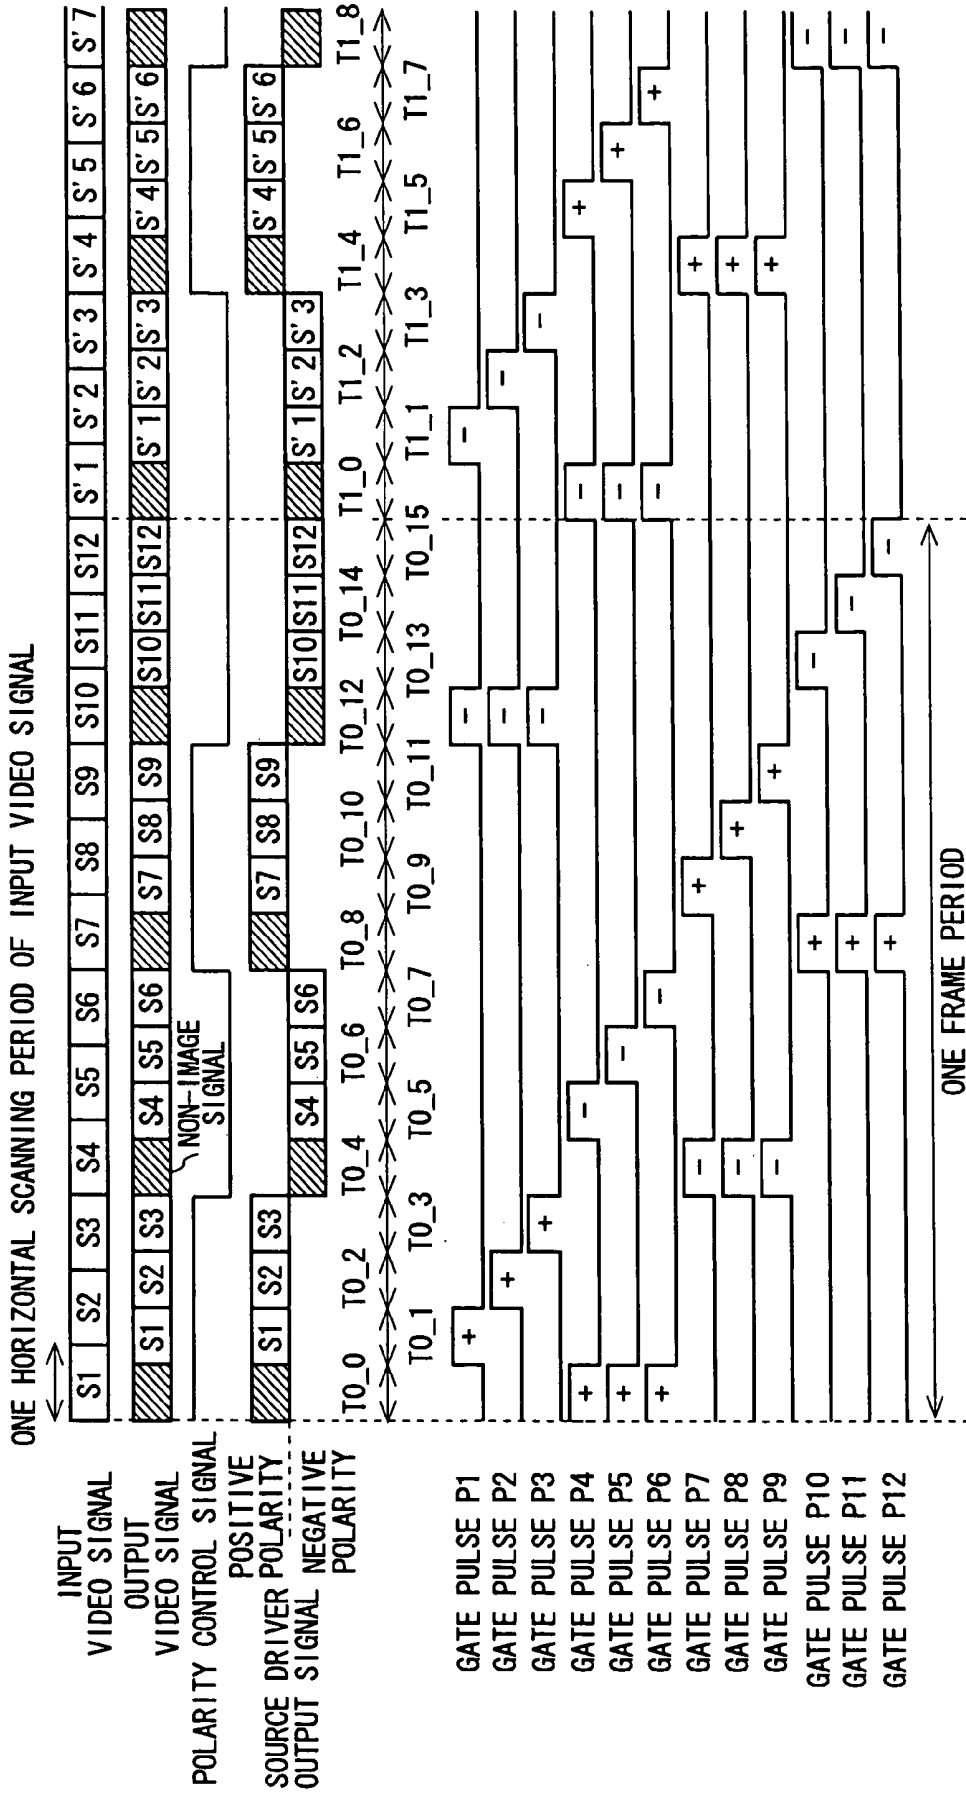 ONE HORIZONTAL SCANNING PERIOD OF INPUT VIDEO SIGNAL
INPUT
VIDEO SIGNAL
S1 S2 S3 S4 S5 S6 S7 S8 S9 S10 S11 S12 S'1 S'2 S'3 S'4 S'5 S'6 S'7
OUTPUT
VIDEO SIGNAL
S1 S2 S3 S4 S5 S6 S7 S8 S9 S10 S11 S12 S'1 S'2 S'3 S'4 S'5 S'6
NON-IMAGE
SIGNAL
POLARITY CONTROL SIGNAL
SOURCE DRIVER
OUTPUT SIGNAL
POSITIVE
POLARITY
S1 S2 S3 S7 S8 S9 S'4 S'5 S'6
NEGATIVE
POLARITY
S4 S5 S6 S10 S11 S12 S'1 S'2 S'3
T0_0 T0_2 T0_4 T0_6 T0_8 T0_10 T0_12 T0_14 T1_0 T1_2 T1_4 T1_6 T1_8
T0_1 T0_3 T0_5 T0_7 T0_9 T0_11 T0_13 T0_15 T1_1 T1_3 T1_5 T1_7
GATE PULSE P1 + - -
GATE PULSE P2 + - -
GATE PULSE P3 + - -
GATE PULSE P4 + - - +
GATE PULSE P5 + - - +
GATE PULSE P6 + - - +
GATE PULSE P7 - + +
GATE PULSE P8 - + +
GATE PULSE P9 - + +
GATE PULSE P10 + - -
GATE PULSE P11 + - -
GATE PULSE P12 + - -
ONE FRAME PERIOD